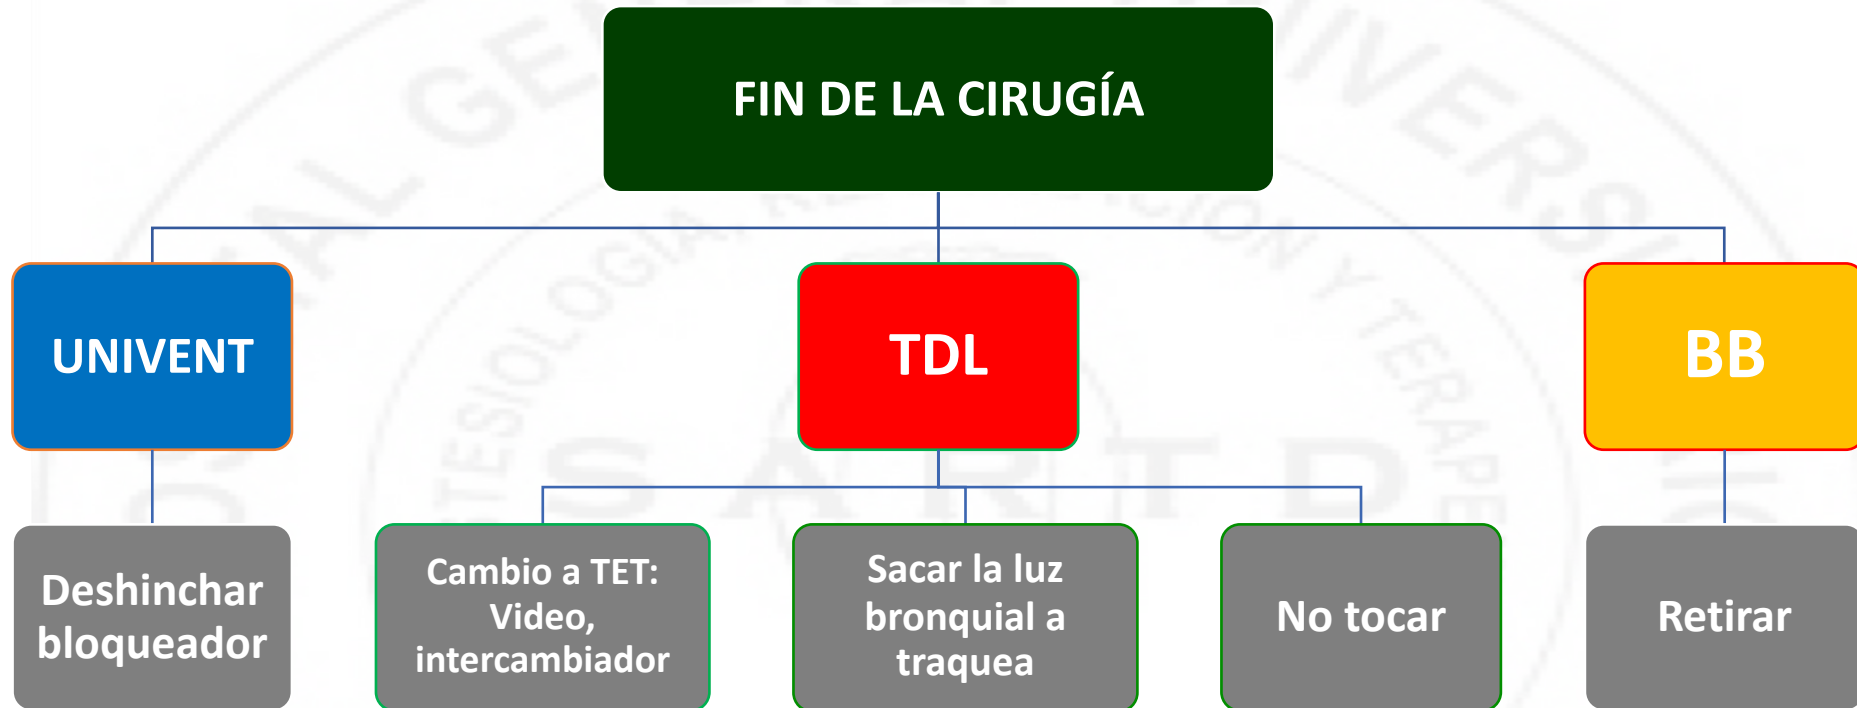 FIN DE LA CIRUGÍA
UNIVENT
TDL
BB
Deshinchar
bloqueador
Cambio a TET:
Video,
intercambiador
Sacar la luz
bronquial a
traquea
No tocar
Retirar
S A R T D